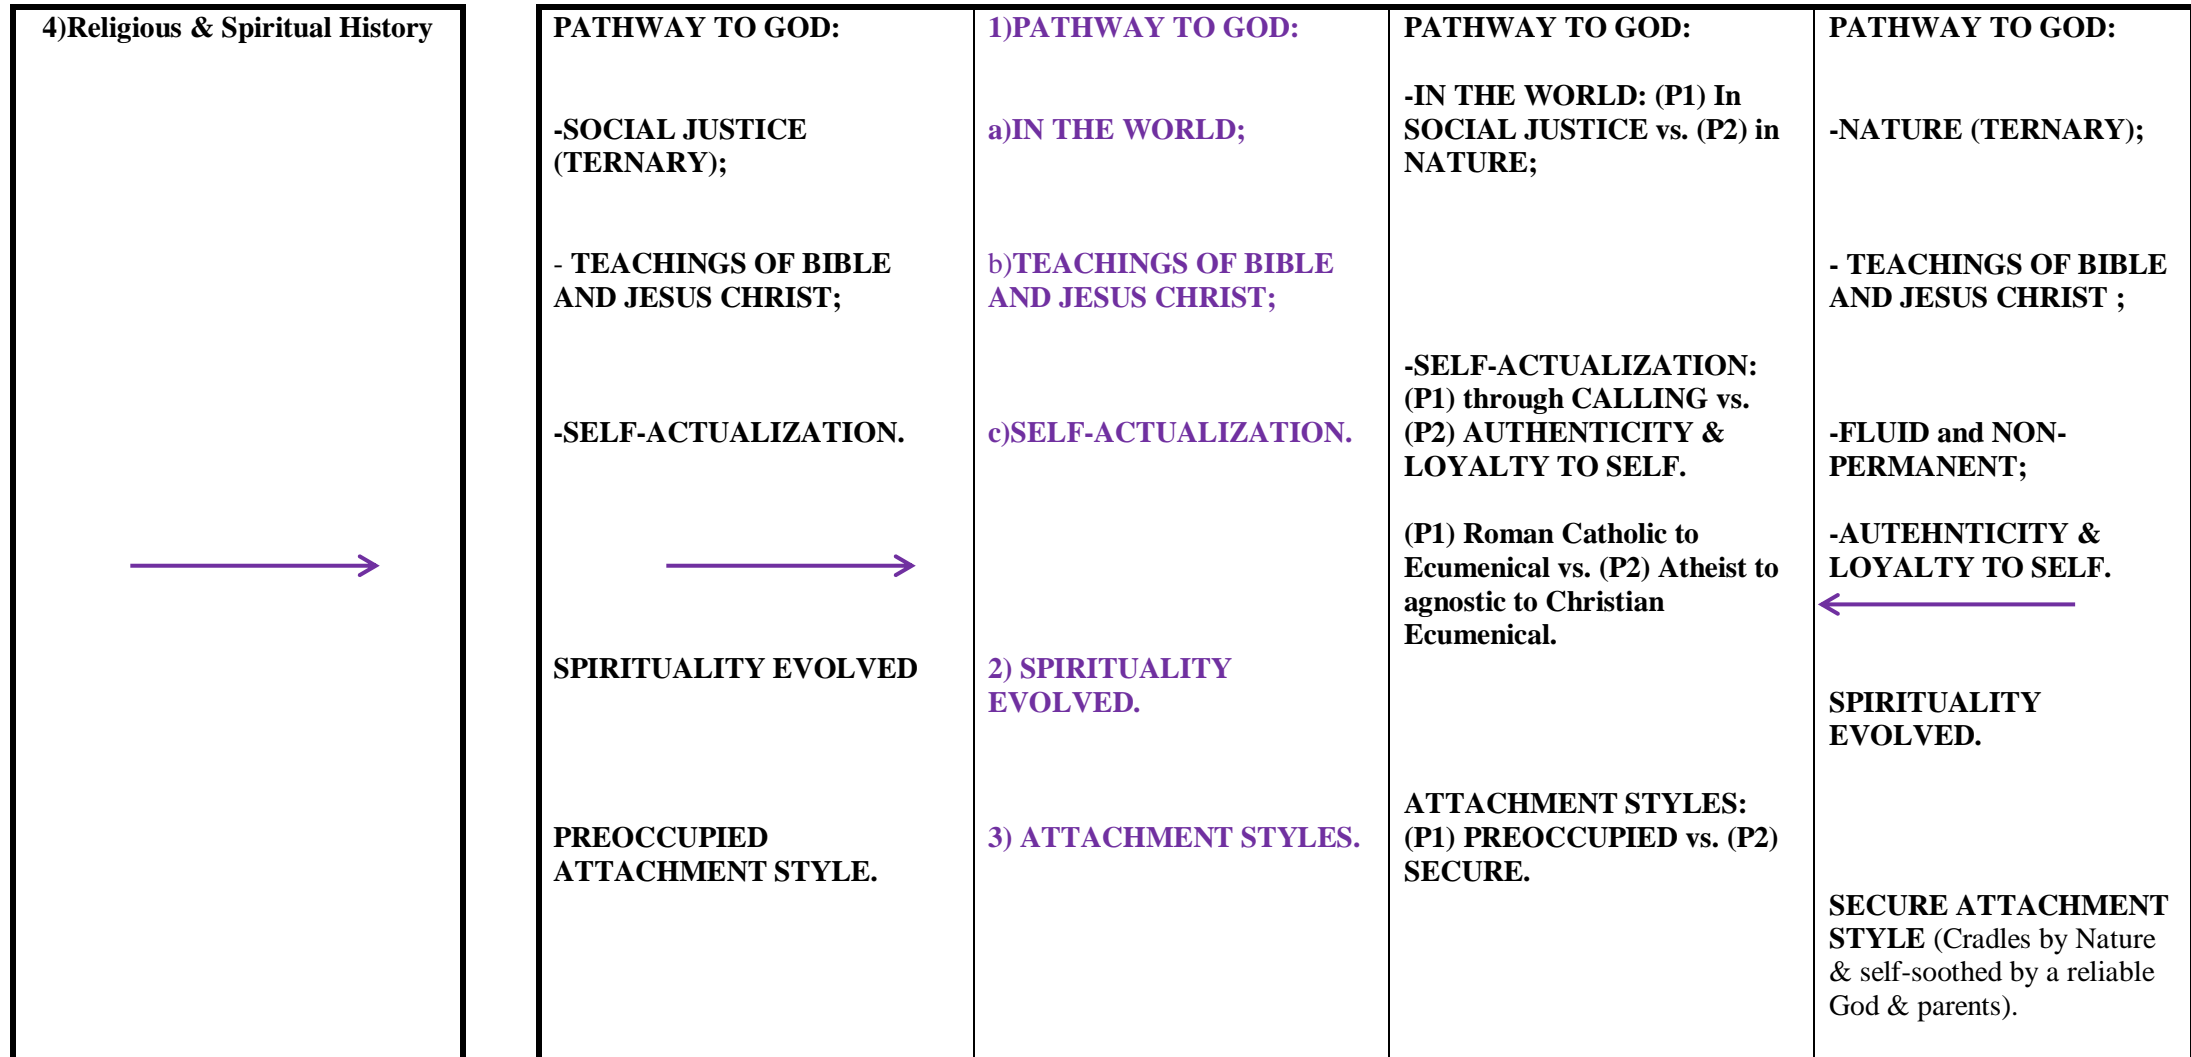 4)Religious & Spiritual History
PATHWAY TO GOD:
-SOCIAL JUSTICE
(TERNARY);
- TEACHINGS OF BIBLE
AND JESUS CHRIST;
-SELF-ACTUALIZATION.
SPIRITUALITY EVOLVED
PREOCCUPIED
ATTACHMENT STYLE.
1)PATHWAY TO GOD:
a)IN THE WORLD;
b)TEACHINGS OF BIBLE
AND JESUS CHRIST;
c)SELF-ACTUALIZATION.
2) SPIRITUALITY
EVOLVED.
3) ATTACHMENT STYLES.
PATHWAY TO GOD:
-IN THE WORLD: (P1) In
SOCIAL JUSTICE vs. (P2) in
NATURE;
-SELF-ACTUALIZATION:
(P1) through CALLING vs.
(P2) AUTHENTICITY &
LOYALTY TO SELF.
(P1) Roman Catholic to
Ecumenical vs. (P2) Atheist to
agnostic to Christian
Ecumenical.
ATTACHMENT STYLES:
(P1) PREOCCUPIED vs. (P2)
SECURE.
PATHWAY TO GOD:
-NATURE (TERNARY);
- TEACHINGS OF BIBLE
AND JESUS CHRIST ;
-FLUID and NON-
PERMANENT;
-AUTEHNTICITY &
LOYALTY TO SELF.
SPIRITUALITY
EVOLVED.
SECURE ATTACHMENT
STYLE (Cradles by Nature
& self-soothed by a reliable
God & parents).